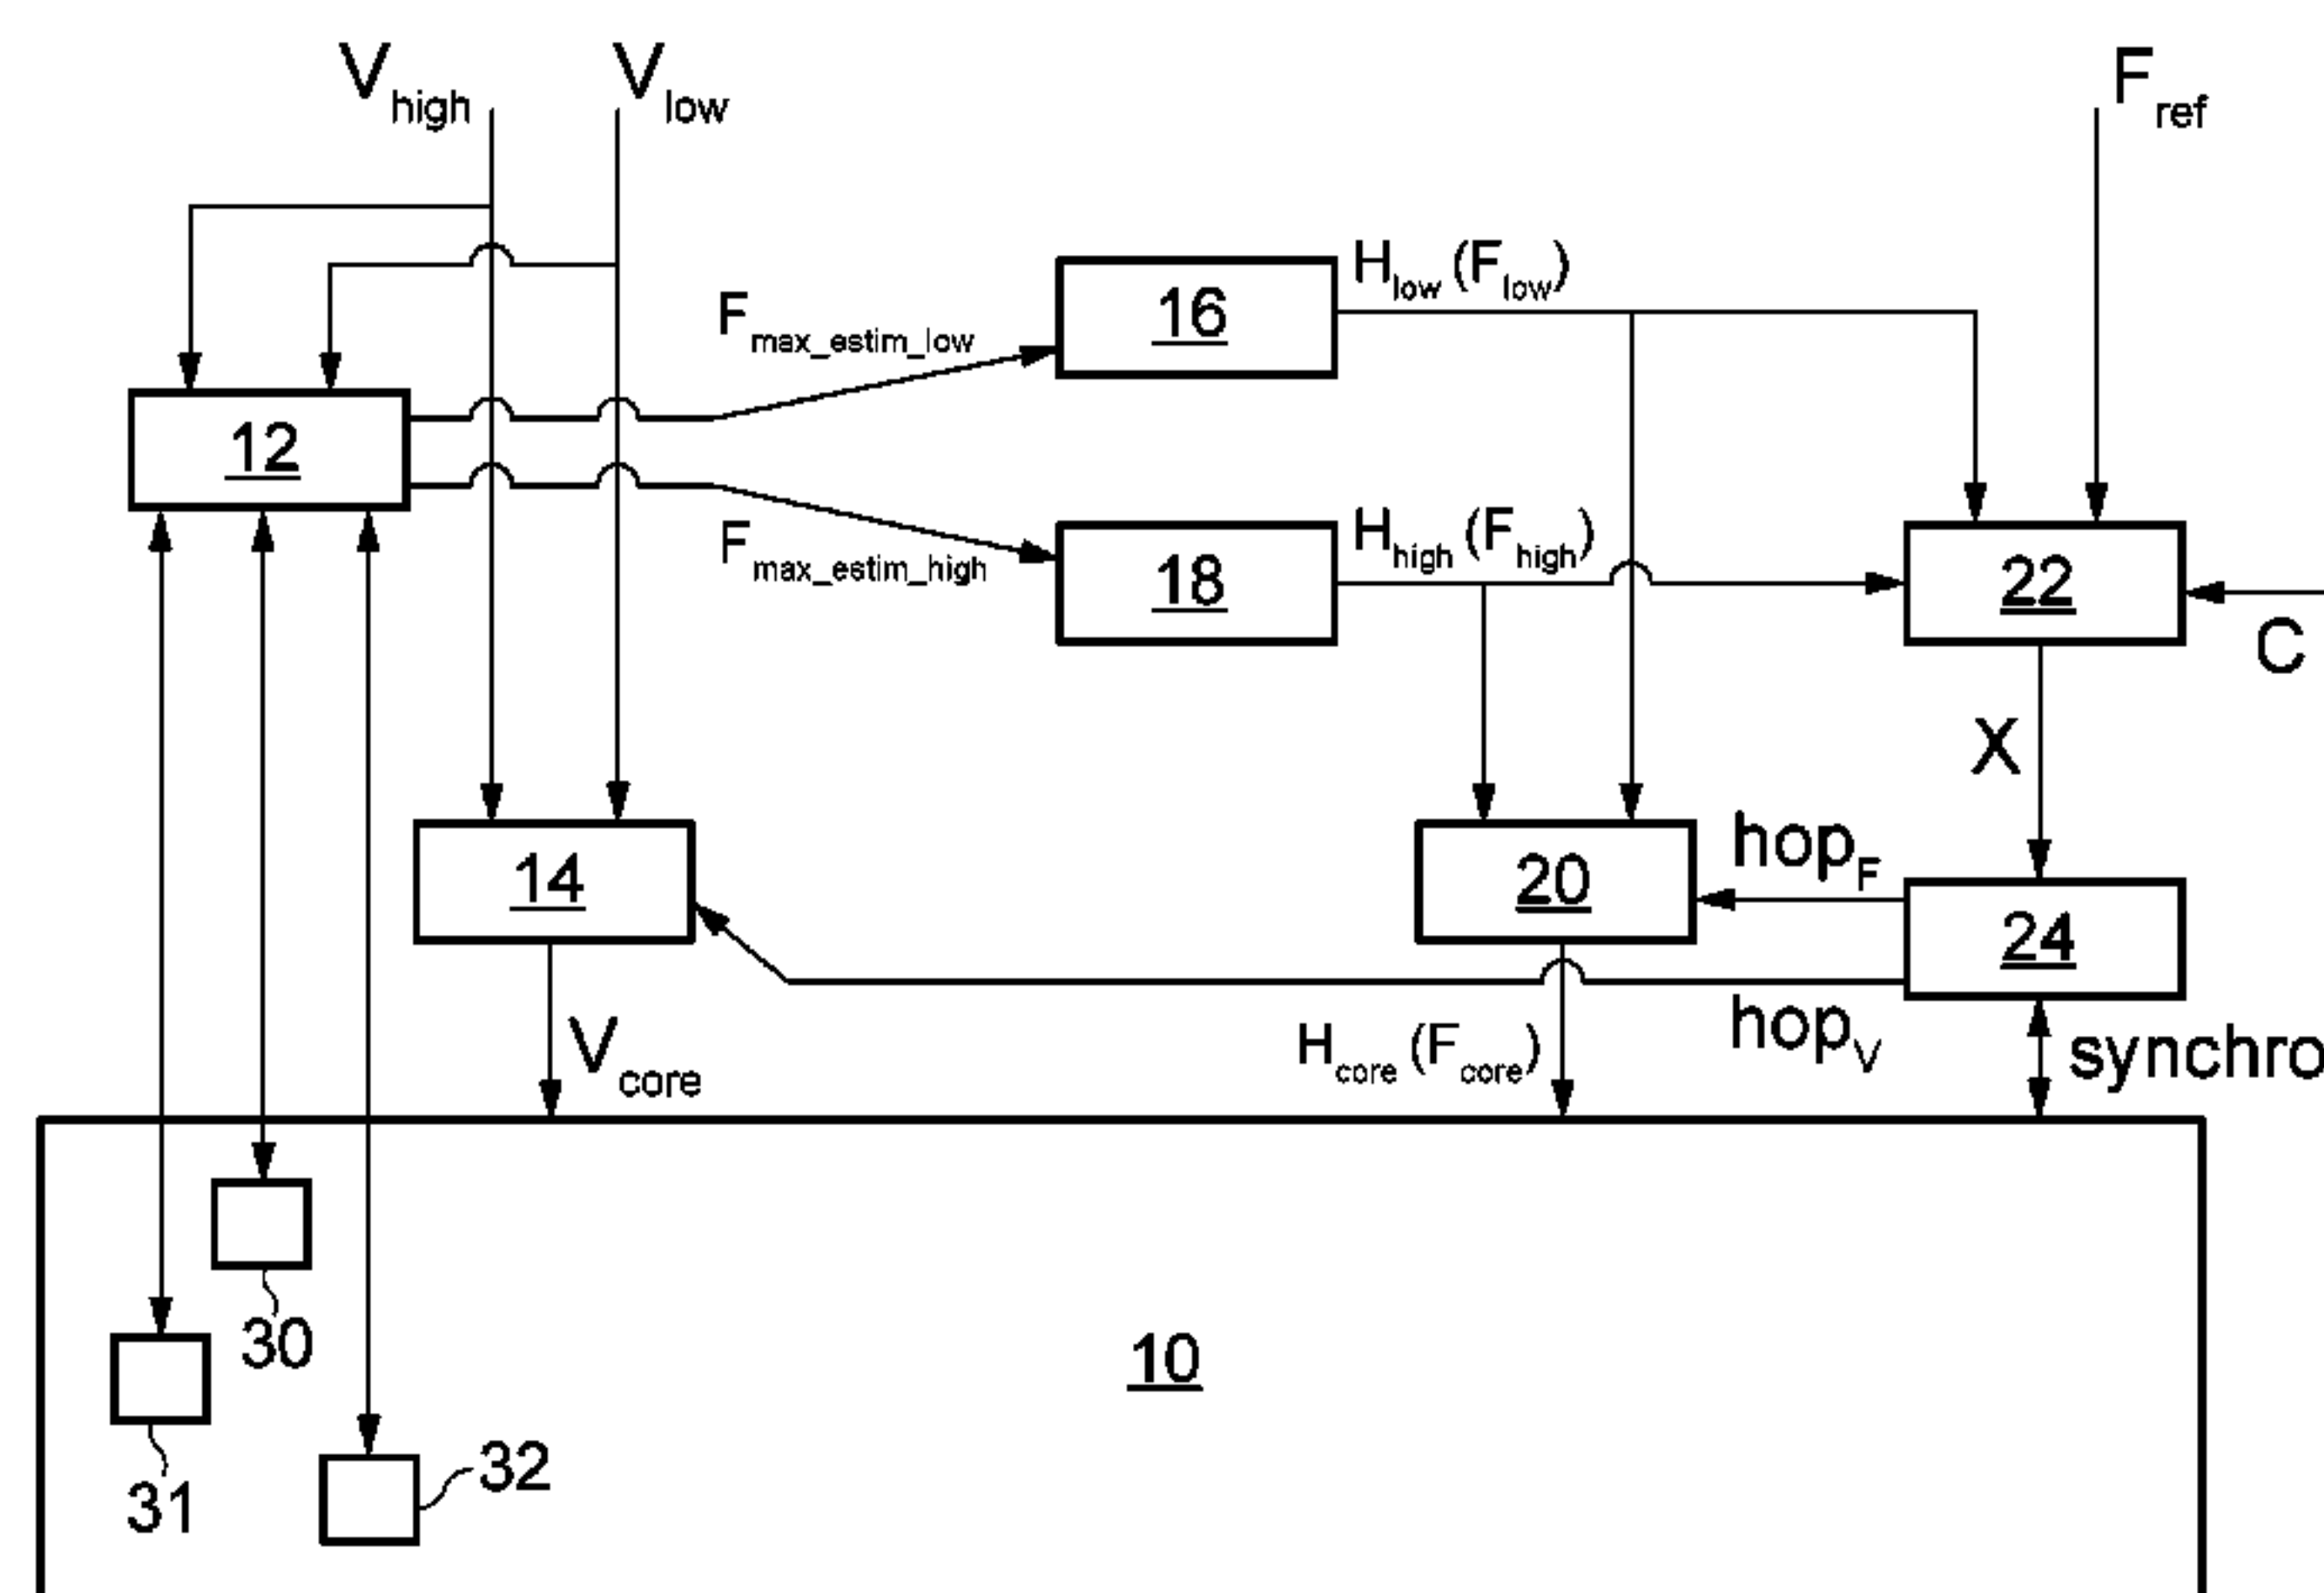 V_high V_low F_ref
H_low (F_low)
F_max_estim_low 16
12
H_high (F_high)
F_max_estim_high 18 22
C
X
hop_F
14 20 24
hop_V
V_core H_core (F_core) synchro
30 10
31 32